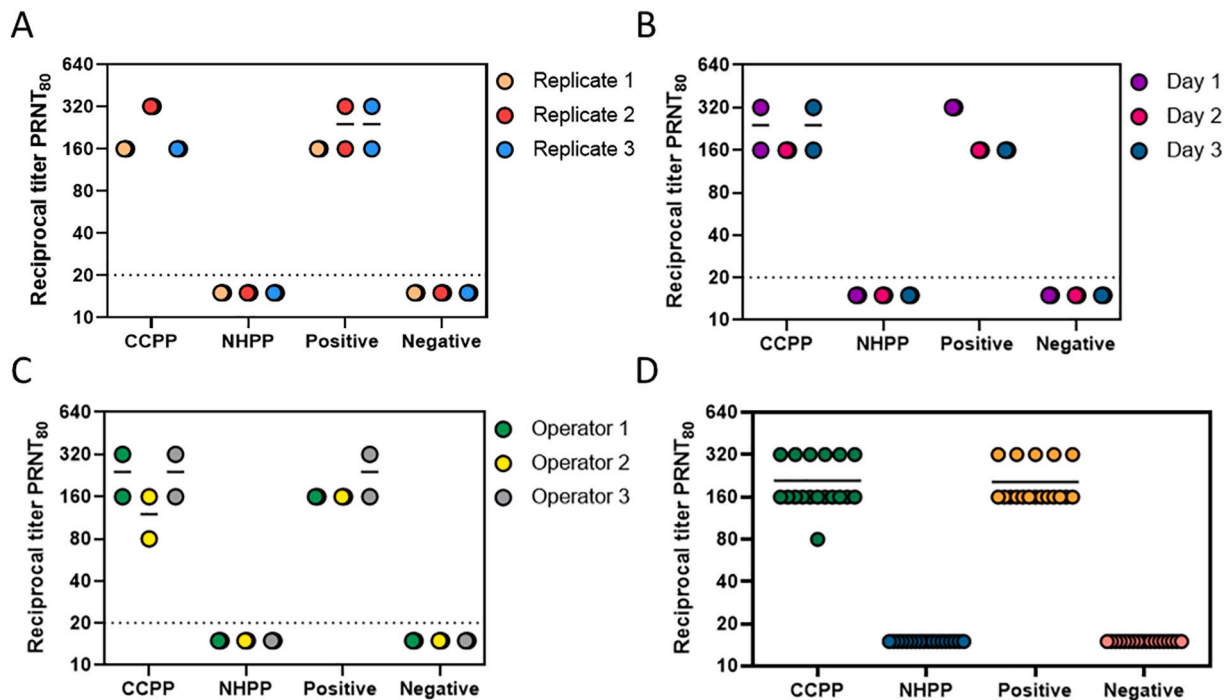 A
Reciprocal titer PRNT80
640
320
160
80
40
20
10
CCPP NHPP Positive Negative
Replicate 1
Replicate 2
Replicate 3
B
Reciprocal titer PRNT80
640
320
160
80
40
20
10
CCPP NHPP Positive Negative
Day 1
Day 2
Day 3
C
Reciprocal titer PRNT80
640
320
160
80
40
20
10
CCPP NHPP Positive Negative
Operator 1
Operator 2
Operator 3
D
Reciprocal titer PRNT80
640
320
160
80
40
20
10
CCPP NHPP Positive Negative